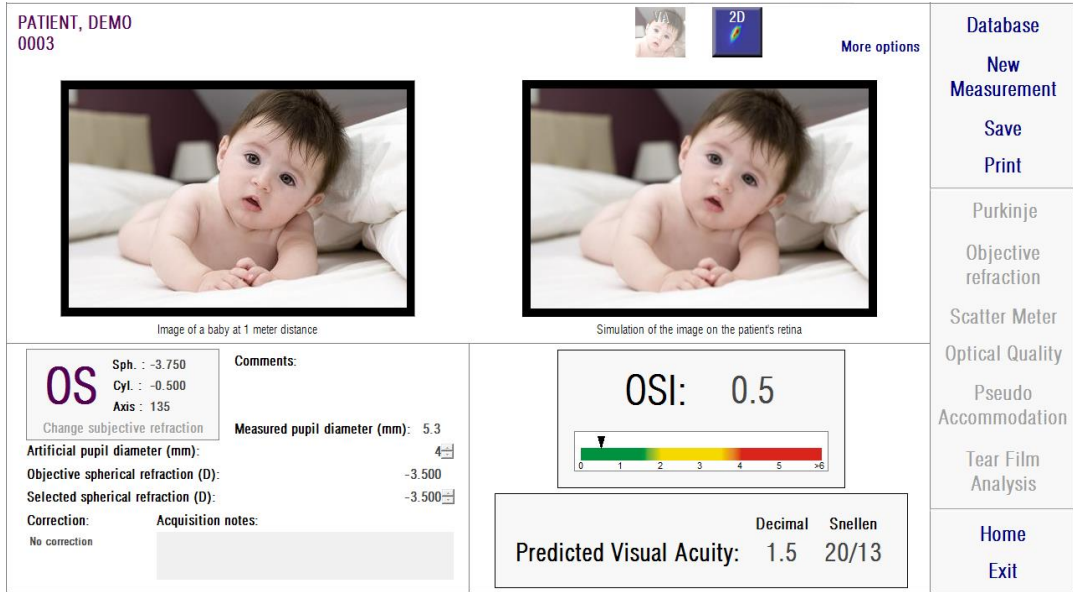 PATIENT, DEMO
0003
VA
2D
More options
Image of a baby at 1 meter distance
Simulation of the image on the patient's retina
OS
Sph. : -3.750
Cyl. : -0.500
Axis : 135
Change subjective refraction
Comments:
Measured pupil diameter (mm): 5.3
Artificial pupil diameter (mm): 4
Objective spherical refraction (D): -3.500
Selected spherical refraction (D): -3.500
Correction: Acquisition notes:
No correction
OSI: 0.5
0 1 2 3 4 5 >6
Decimal Snellen
Predicted Visual Acuity: 1.5 20/13
Database
New
Measurement
Save
Print
Purkinje
Objective
refraction
Scatter Meter
Optical Quality
Pseudo
Accommodation
Tear Film
Analysis
Home
Exit